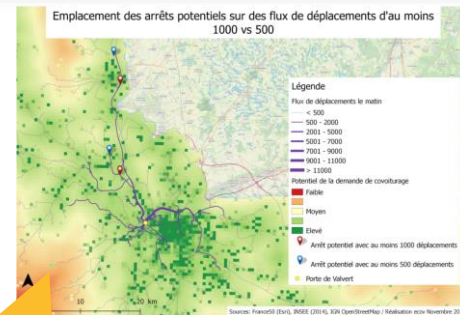 Emplacement des arrêts potentiels sur des flux de déplacements d'au moins
1000 vs 500
Légende
Flux de déplacements le matin
< 500
500 - 2000
2001 - 5000
5001 - 7000
7001 - 9000
9001 - 11000
> 11000
Potentiel de la demande de covoiturage
Faible
Moyen
Elevé
Arrêt potentiel avec au moins 1000 déplacements
Arrêt potentiel avec au moins 500 déplacements
Porte de Valvert
10 20 km
Sources: France50 (Esri), INSEE (2014), IGN OpenStreetMap / Réalisation ecov Novembre 20